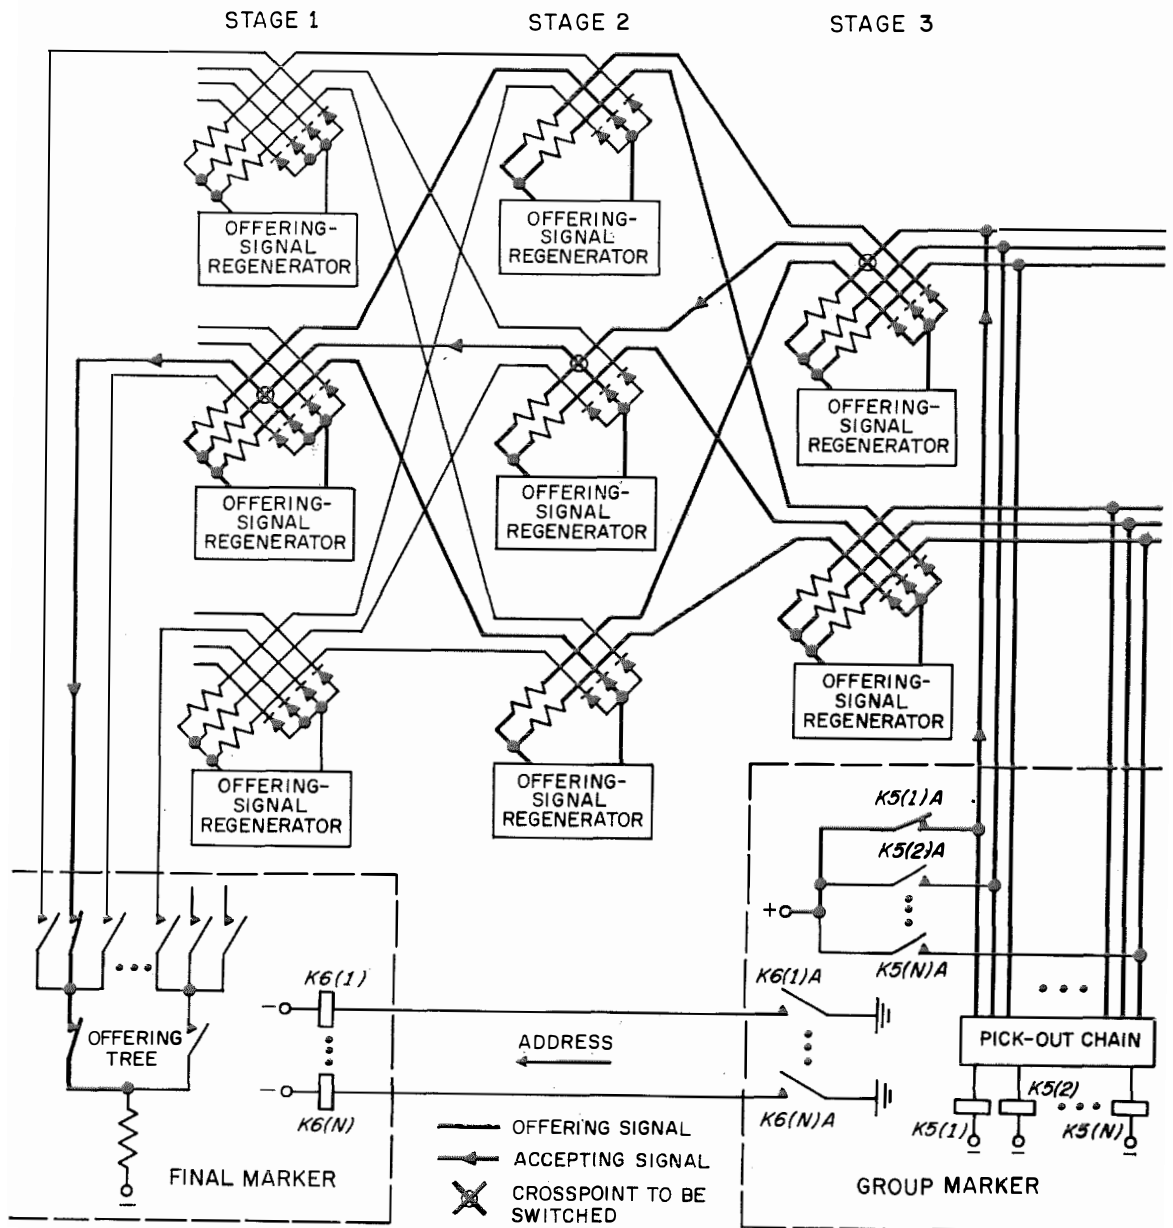 STAGE 1
STAGE 2
STAGE 3
OFFERING-
SIGNAL
REGENERATOR
OFFERING-
SIGNAL
REGENERATOR
OFFERING-
SIGNAL
REGENERATOR
OFFERING-
SIGNAL
REGENERATOR
OFFERING-
SIGNAL
REGENERATOR
OFFERING-
SIGNAL
REGENERATOR
OFFERING-
SIGNAL
REGENERATOR
OFFERING-
SIGNAL
REGENERATOR
K5(1)A
K5(2)A
+
K5(N)A
K6(1)
K6(1)A
−
OFFERING
TREE
ADDRESS
PICK-OUT CHAIN
−
K6(N)
K6(N)A
K5(2)
K5(1)
K5(N)
−
−
−
OFFERING SIGNAL
ACCEPTING SIGNAL
CROSSPOINT TO BE
SWITCHED
FINAL MARKER
−
GROUP MARKER